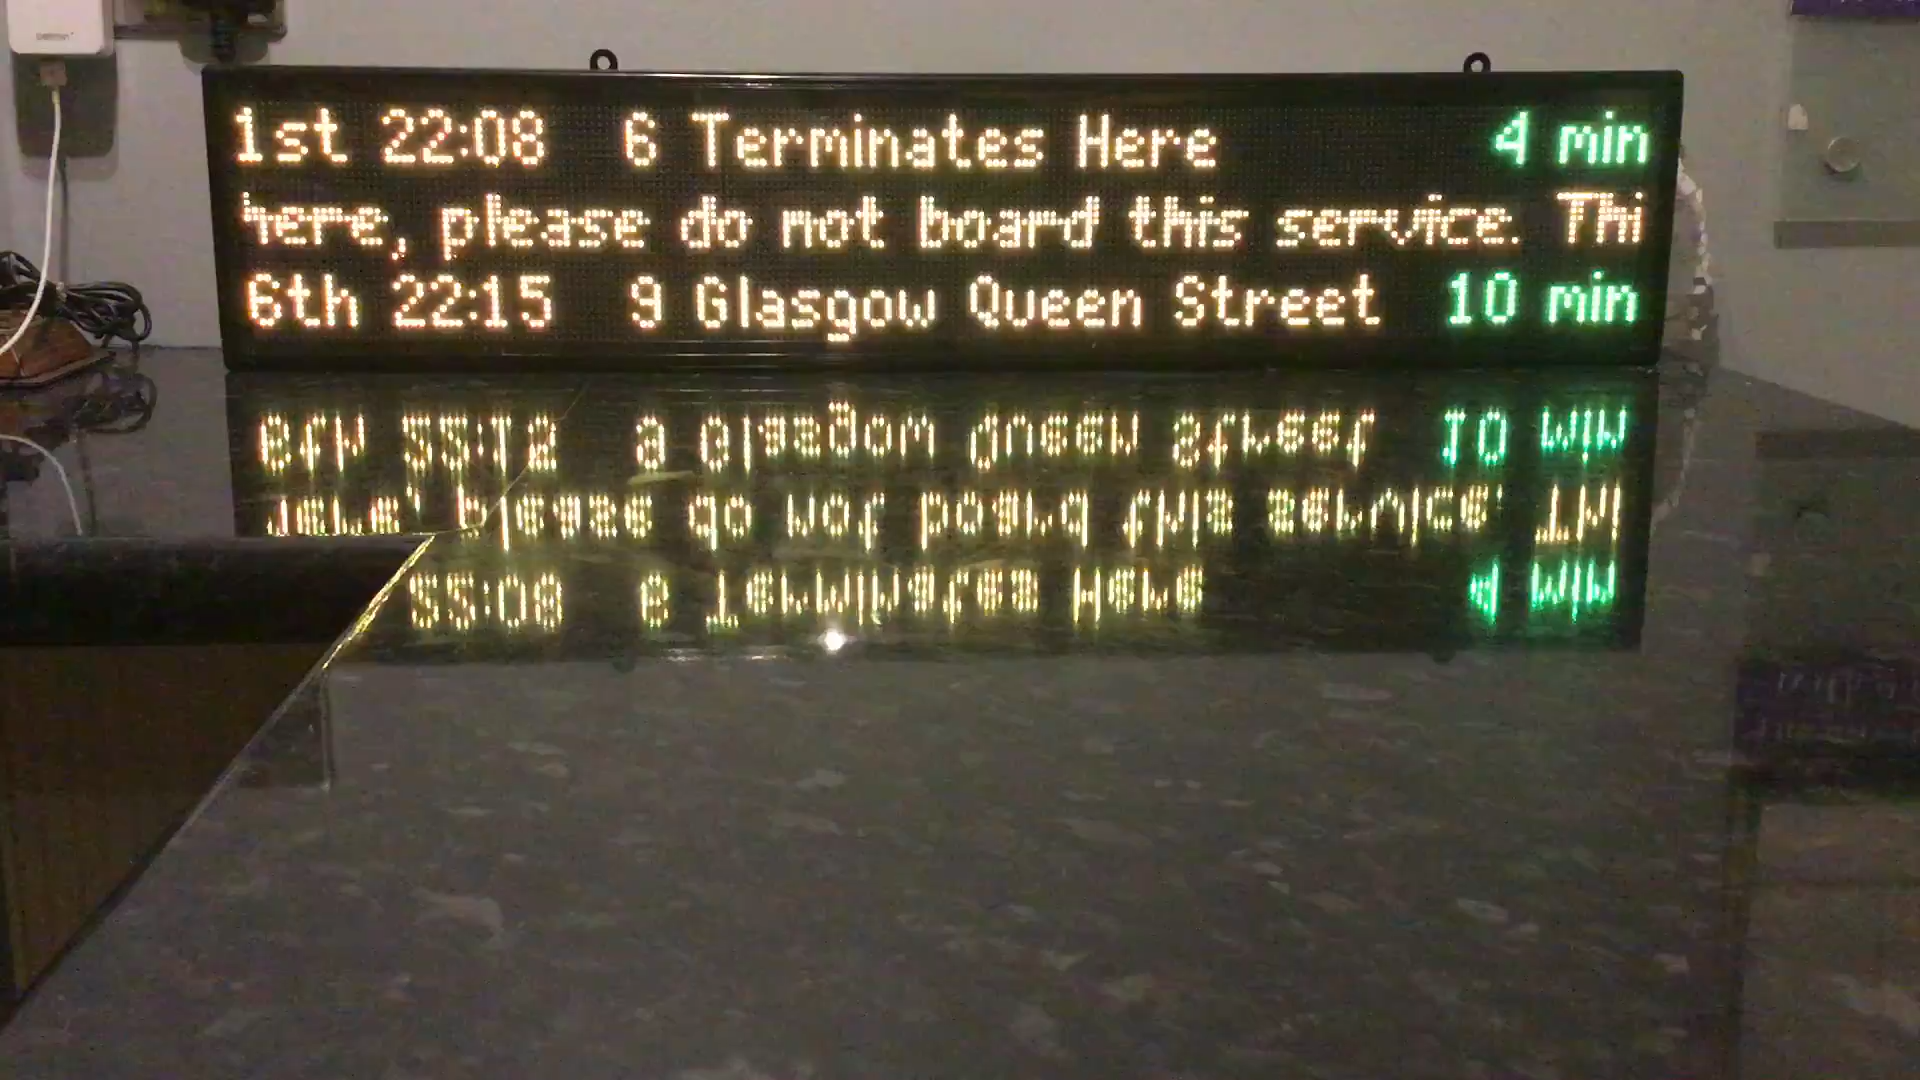 1st 22:08 6 Terminates Here 4 min
here, please do not board this service. Thi
6th 22:15 9 Glasgow Queen Street 10 min